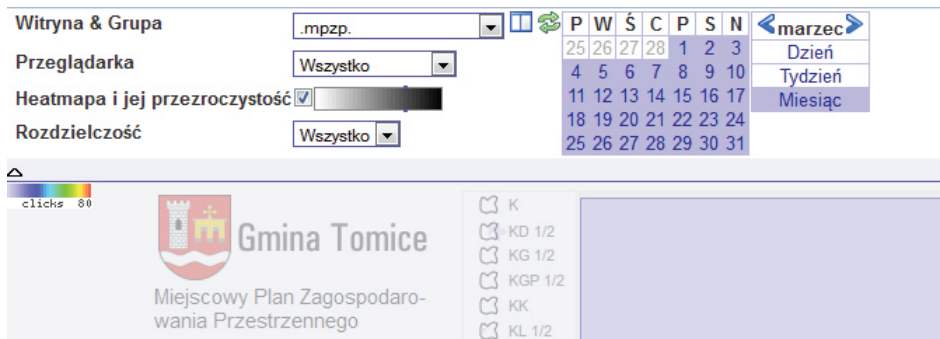 Witryna & Grupa
.mpzp.
Przeglądarka
Wszystko
Heatmapa i jej przezroczystość
Rozdzielczość
Wszystko
P W Ś C P S N
25 26 27 28 1 2 3
4 5 6 7 8 9 10
11 12 13 14 15 16 17
18 19 20 21 22 23 24
25 26 27 28 29 30 31
marzec
Dzień
Tydzień
Miesiąc
clicks 80
Gmina Tomice
Miejscowy Plan Zagospodaro-
wania Przestrzennego
K
KD 1/2
KG 1/2
KGP 1/2
KK
KL 1/2